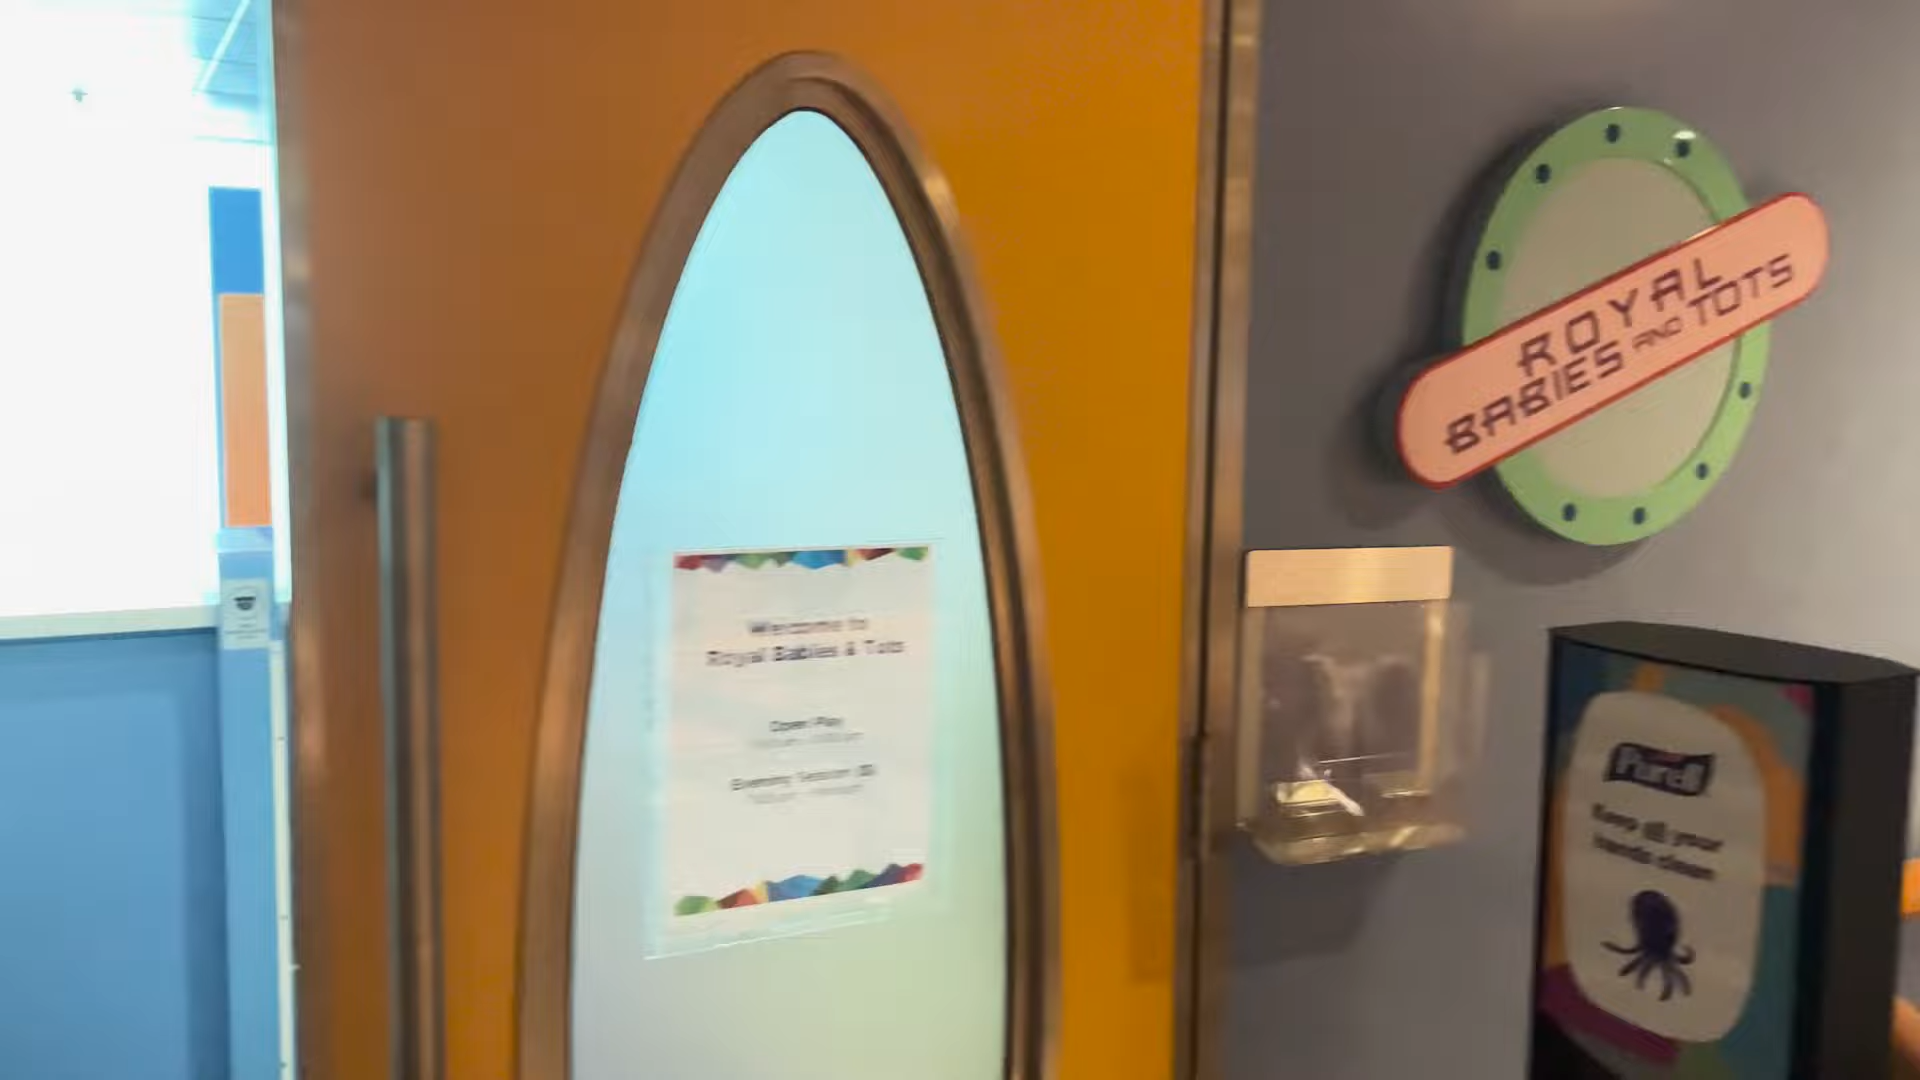 Welcome to
Royal Babies & Tots
Open Play
Evening Session
ROYAL
BABIES AND TOTS
Purell
Keep all your
hands clean